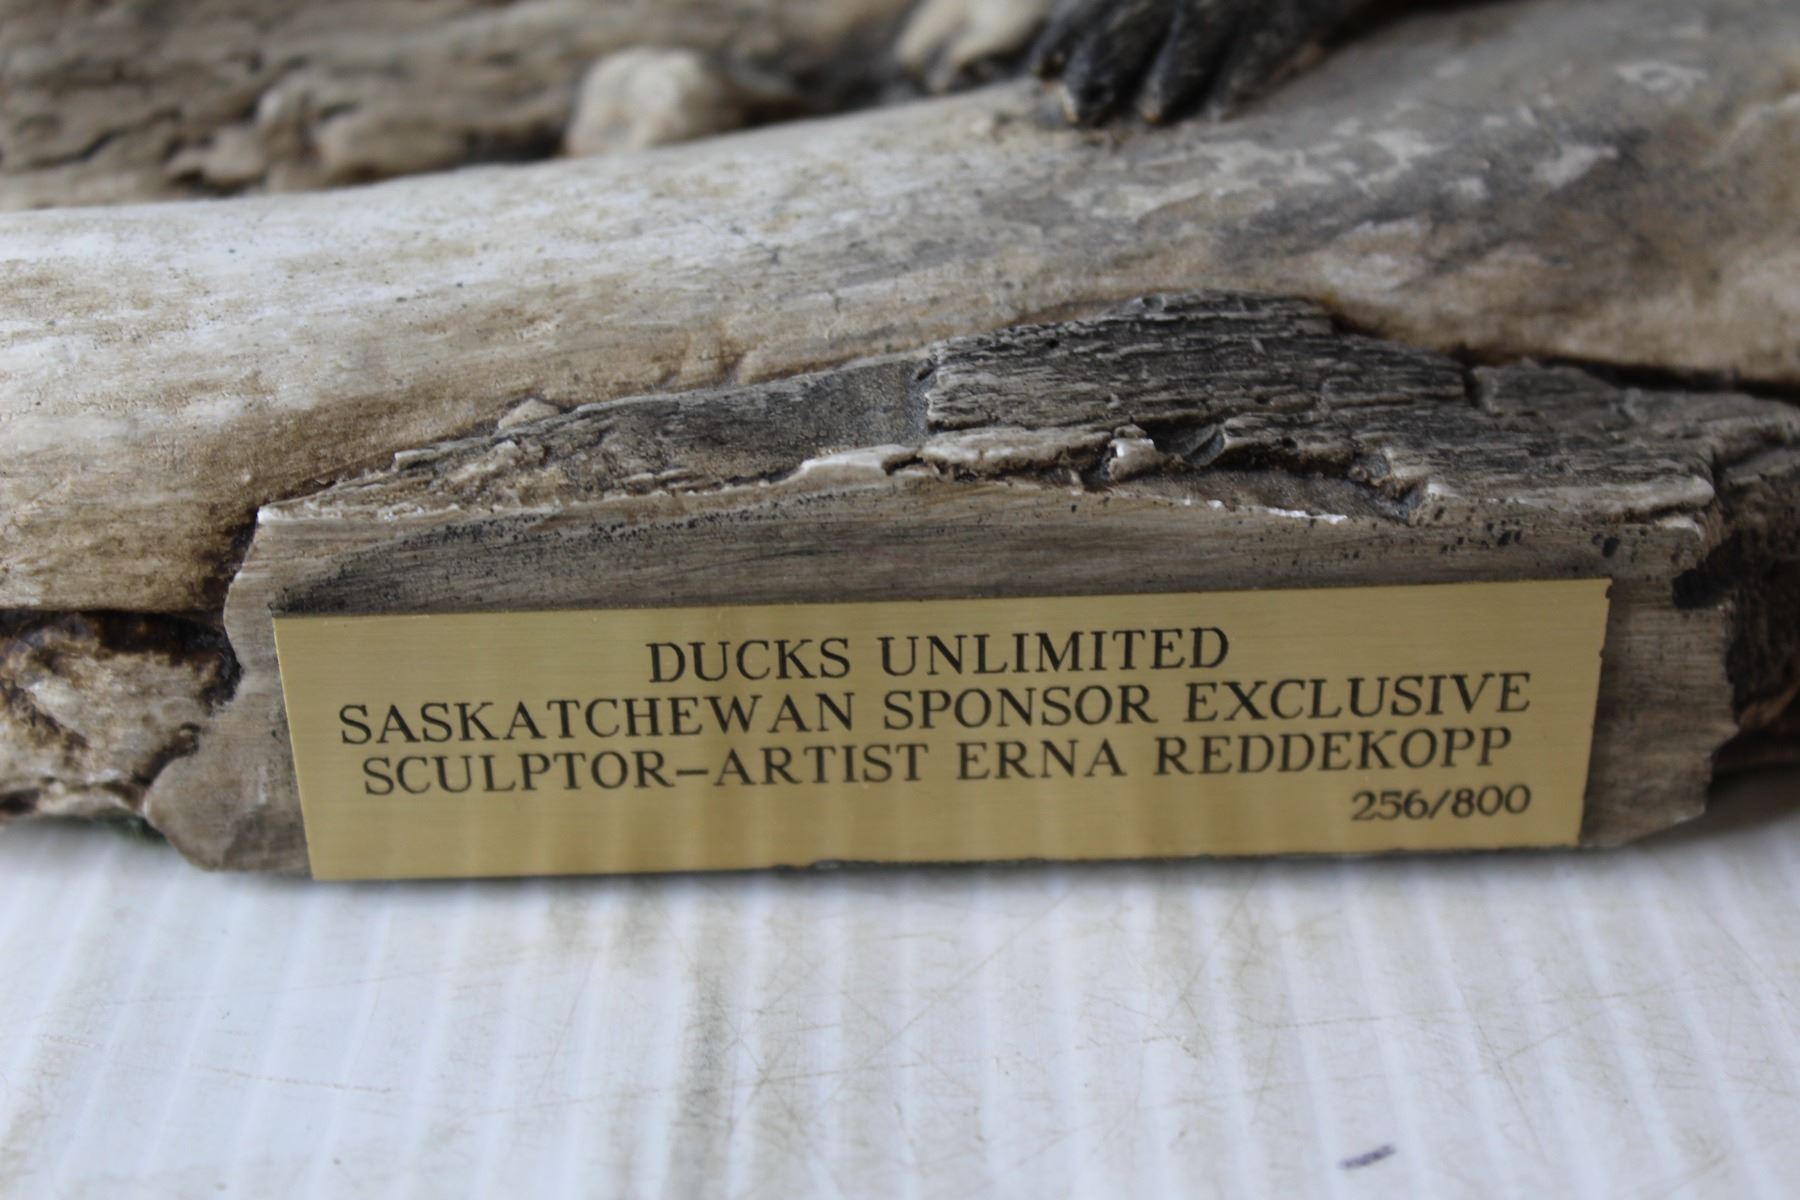 DUCKS UNLIMITED
SASKATCHEWAN SPONSOR EXCLUSIVE
SCULPTOR-ARTIST ERNA REDDEKOPP
256/800